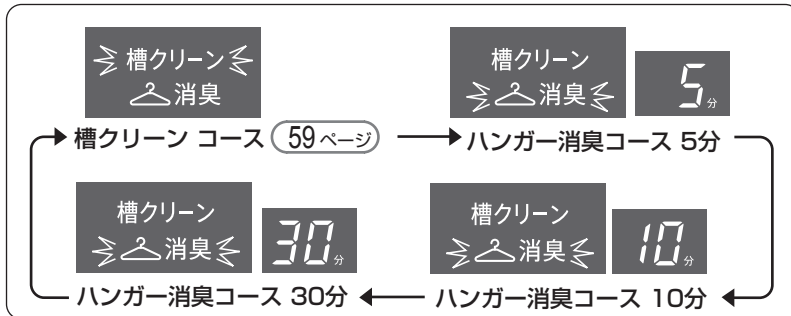 槽クリーン
消臭
槽クリーン コース 59ページ
槽クリーン
消臭
5分
ハンガー消臭コース 5分
槽クリーン
消臭
30分
ハンガー消臭コース 30分
槽クリーン
消臭
10分
ハンガー消臭コース 10分